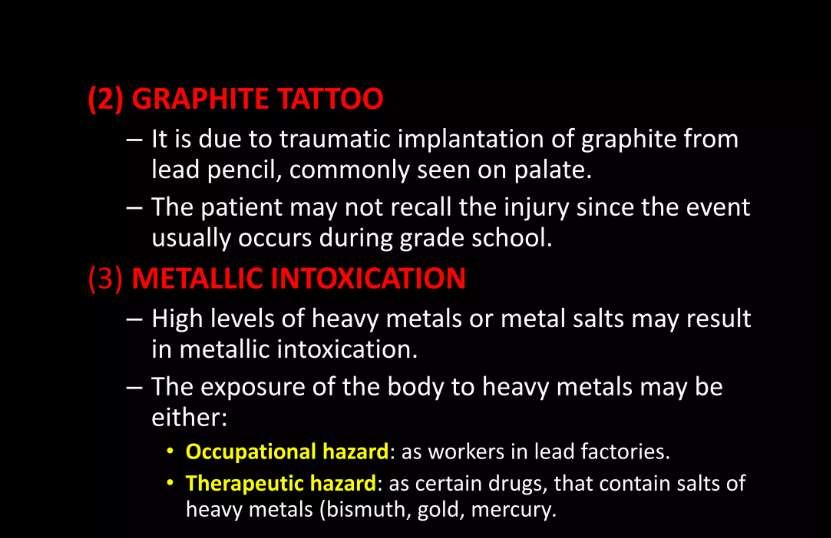 (2) GRAPHITE TATTOO
– It is due to traumatic implantation of graphite from
lead pencil, commonly seen on palate.
– The patient may not recall the injury since the event
usually occurs during grade school.
(3) METALLIC INTOXICATION
– High levels of heavy metals or metal salts may result
in metallic intoxication.
– The exposure of the body to heavy metals may be
either:
• Occupational hazard: as workers in lead factories.
• Therapeutic hazard: as certain drugs, that contain salts of
heavy metals (bismuth, gold, mercury.